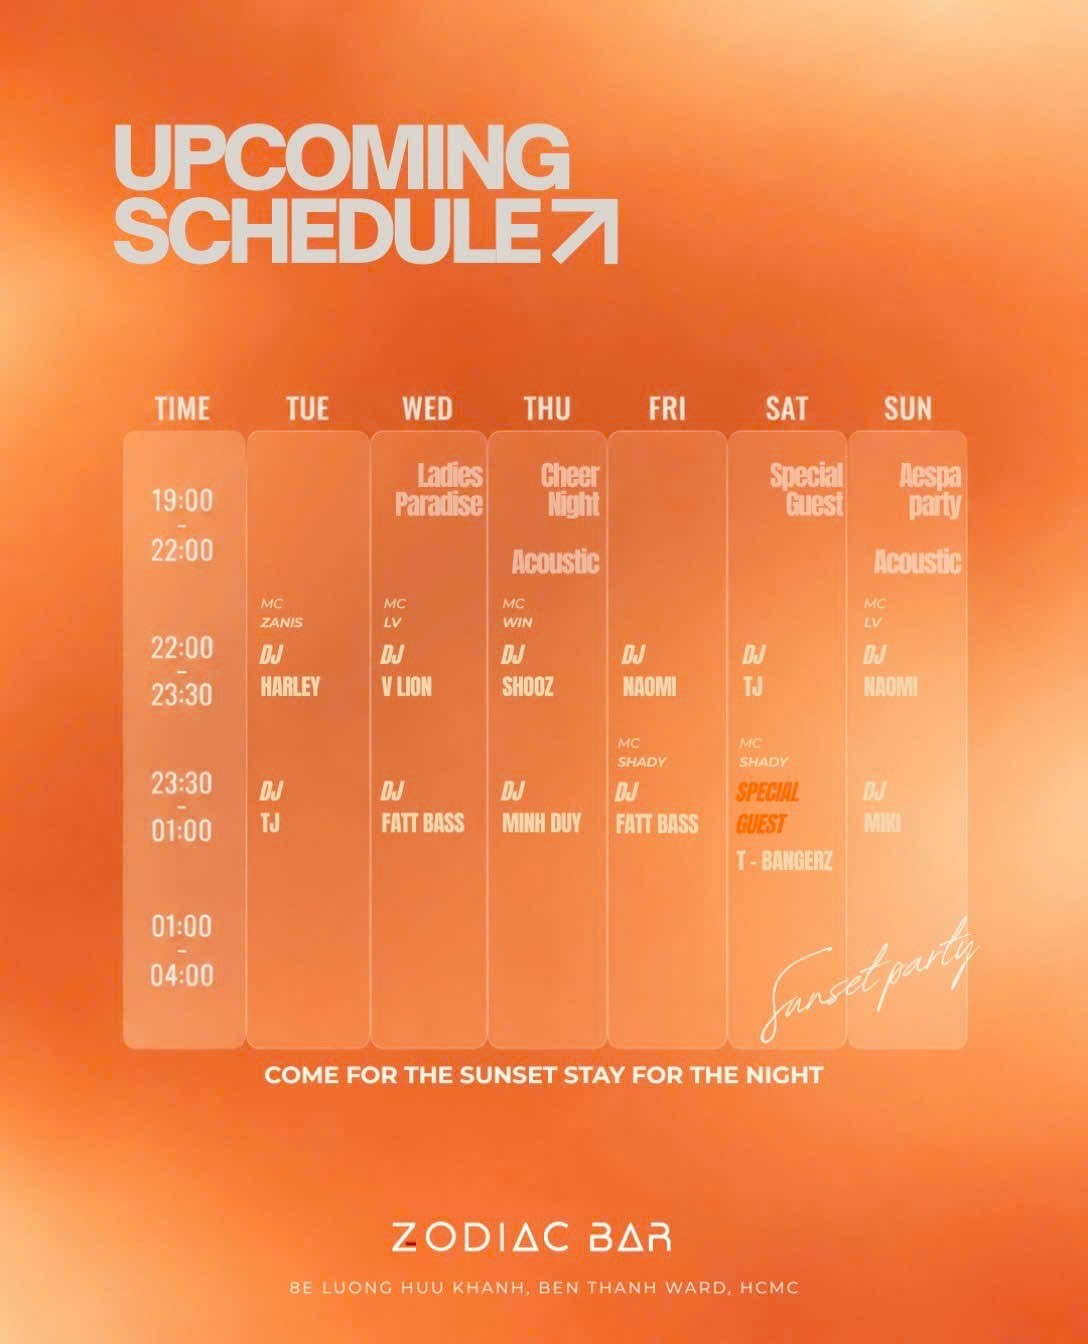 UPCOMING
SCHEDULE
TIME TUE WED THU FRI SAT SUN
19:00
-
22:00
Ladies
Paradise
Cheer
Night
Acoustic
Special
Guest
Aespa
party
Acoustic
22:00
-
23:30
MC
ZANIS
DJ
HARLEY
MC
LV
DJ
V LION
MC
WIN
DJ
SHOOZ
DJ
NAOMI
DJ
TJ
MC
LV
DJ
NAOMI
23:30
-
01:00
DJ
TJ
DJ
FATT BASS
DJ
MINH DUY
MC
SHADY
DJ
FATT BASS
MC
SHADY
SPECIAL
GUEST
T - BANGERZ
DJ
MIKI
01:00
-
04:00
Sunset party
COME FOR THE SUNSET STAY FOR THE NIGHT
ZODIAC BAR
8E LUONG HUU KHANH, BEN THANH WARD, HCMC